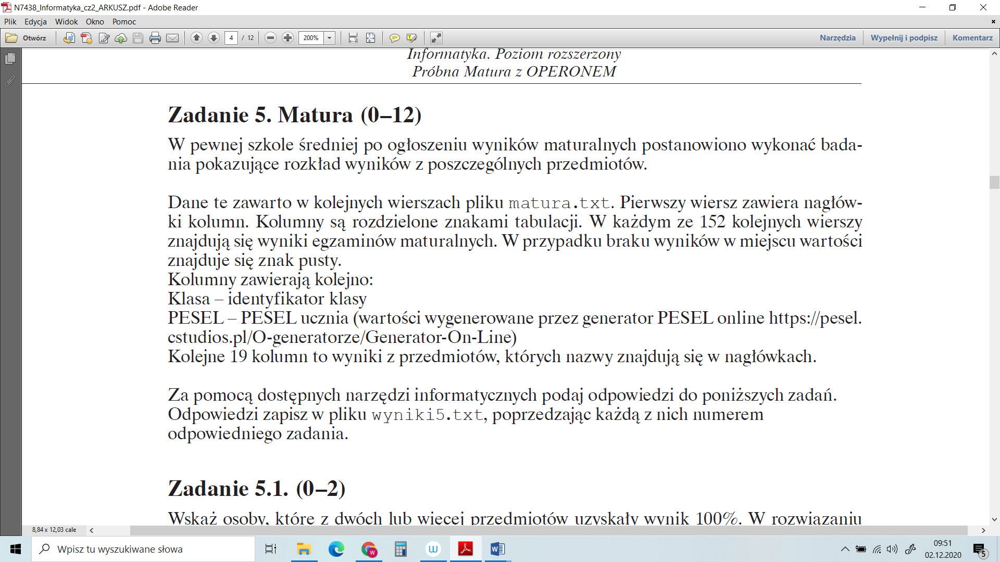 N7438_Informatyka_cz2_ARKUSZ.pdf - Adobe Reader
Plik Edycja Widok Okno Pomoc
Otwórz 4 / 12 200% Narzędzia Wypełnij i podpisz Komentarz
Informatyka. Poziom rozszerzony
Próbna Matura z OPERONEM
Zadanie 5. Matura (0–12)
W pewnej szkole średniej po ogłoszeniu wyników maturalnych postanowiono wykonać bada-
nia pokazujące rozkład wyników z poszczególnych przedmiotów.
Dane te zawarto w kolejnych wierszach pliku matura.txt. Pierwszy wiersz zawiera nagłów-
ki kolumn. Kolumny są rozdzielone znakami tabulacji. W każdym ze 152 kolejnych wierszy
znajdują się wyniki egzaminów maturalnych. W przypadku braku wyników w miejscu wartości
znajduje się znak pusty.
Kolumny zawierają kolejno:
Klasa – identyfikator klasy
PESEL – PESEL ucznia (wartości wygenerowane przez generator PESEL online https://pesel.
cstudios.pl/O-generatorze/Generator-On-Line)
Kolejne 19 kolumn to wyniki z przedmiotów, których nazwy znajdują się w nagłówkach.
Za pomocą dostępnych narzędzi informatycznych podaj odpowiedzi do poniższych zadań.
Odpowiedzi zapisz w pliku wyniki5.txt, poprzedzając każdą z nich numerem
odpowiedniego zadania.
Zadanie 5.1. (0–2)
Wskaż osoby, które z dwóch lub więcej przedmiotów uzyskały wynik 100%. W rozwiązaniu
8,84 x 12,03 cale
Wpisz tu wyszukiwane słowa
09:51
02.12.2020
5